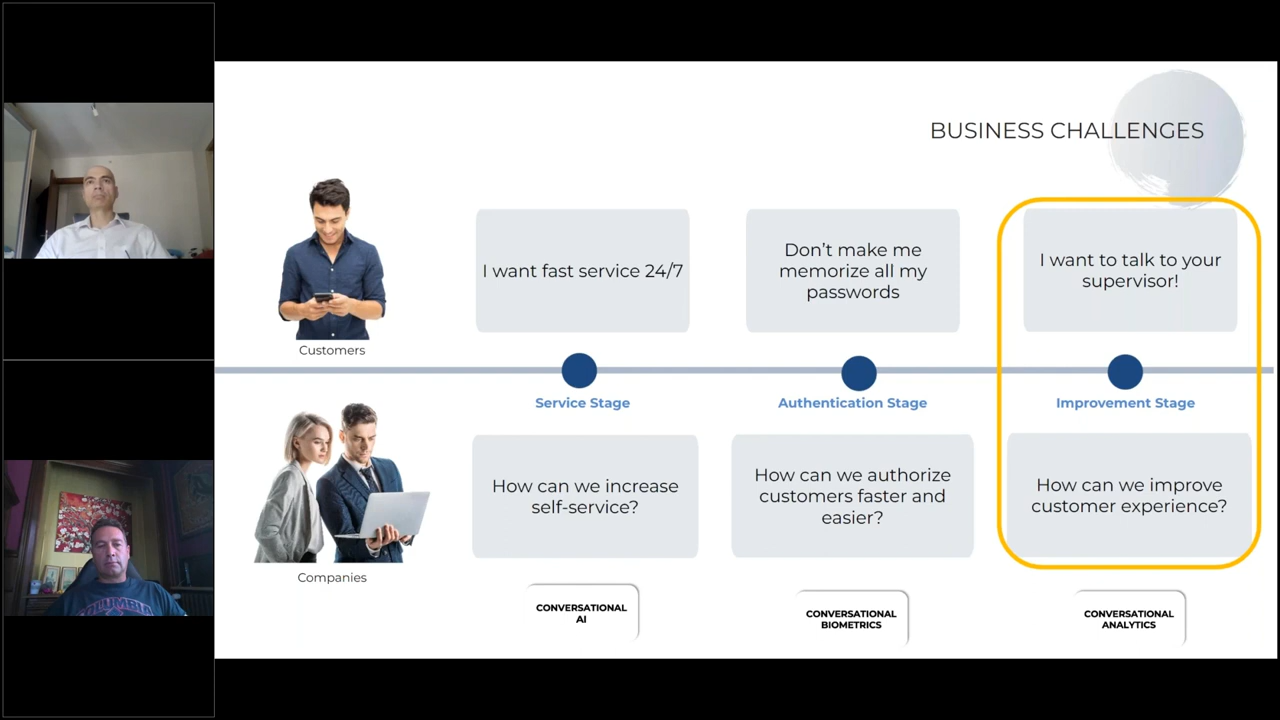 BUSINESS CHALLENGES
I want fast service 24/7
Don’t make me
memorize all my
passwords
I want to talk to your
supervisor!
Customers
Service Stage
Authentication Stage
Improvement Stage
How can we increase
self-service?
How can we authorize
customers faster and
easier?
How can we improve
customer experience?
Companies
CONVERSATIONAL
AI
CONVERSATIONAL
BIOMETRICS
CONVERSATIONAL
ANALYTICS
COLUMBIA